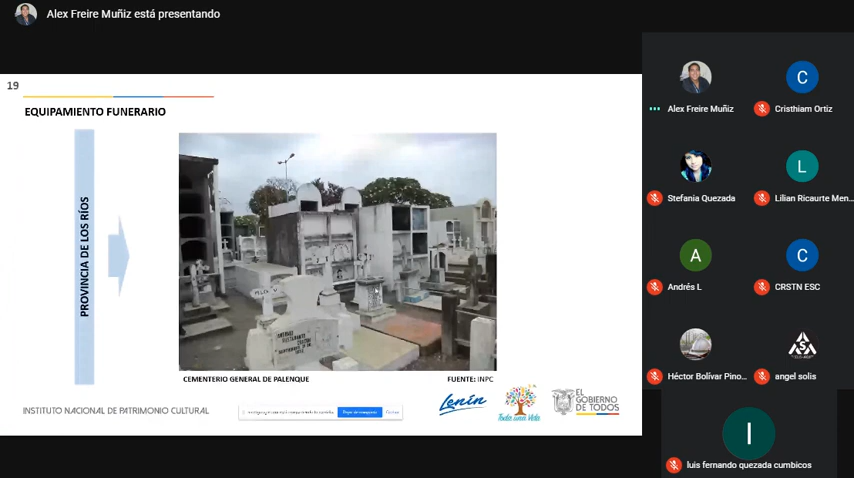 Alex Freire Muñiz está presentando
19
EQUIPAMIENTO FUNERARIO
PROVINCIA DE LOS RÍOS
CEMENTERIO GENERAL DE PALENQUE
FUENTE: INPC
INSTITUTO NACIONAL DE PATRIMONIO CULTURAL
Lenín
Toda una Vida
EL GOBIERNO DE TODOS
Alex Freire Muñiz
C
Cristhiam Ortiz
Stefania Quezada
L
Lilian Ricaurte Men...
A
Andrés L
C
CRSTN ESC
Héctor Bolívar Pino...
angel solis
l
luis fernando quezada cumbicos